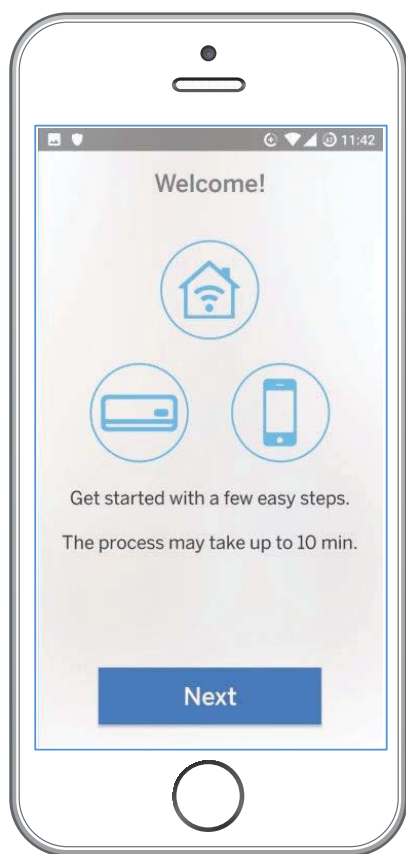 11:42
Welcome!
Get started with a few easy steps.
The process may take up to 10 min.
Next